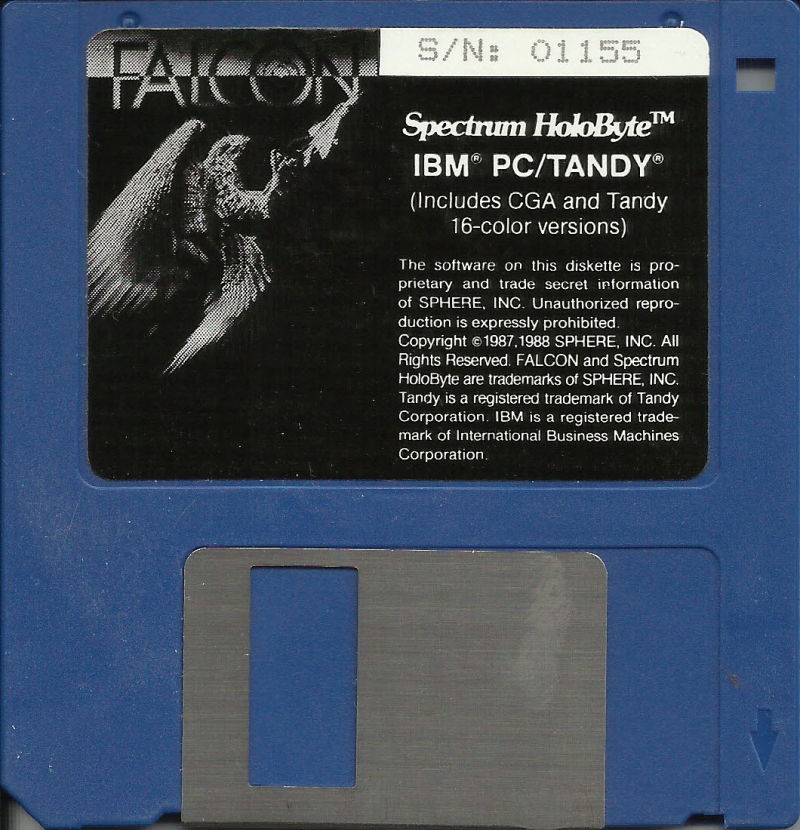 FALCON
S/N: 01155
Spectrum HoloByte™
IBM® PC/TANDY®
(Includes CGA and Tandy
16-color versions)
The software on this diskette is pro-
prietary and trade secret information
of SPHERE, INC. Unauthorized repro-
duction is expressly prohibited.
Copyright ©1987,1988 SPHERE, INC. All
Rights Reserved. FALCON and Spectrum
HoloByte are trademarks of SPHERE, INC.
Tandy is a registered trademark of Tandy
Corporation. IBM is a registered trade-
mark of International Business Machines
Corporation.